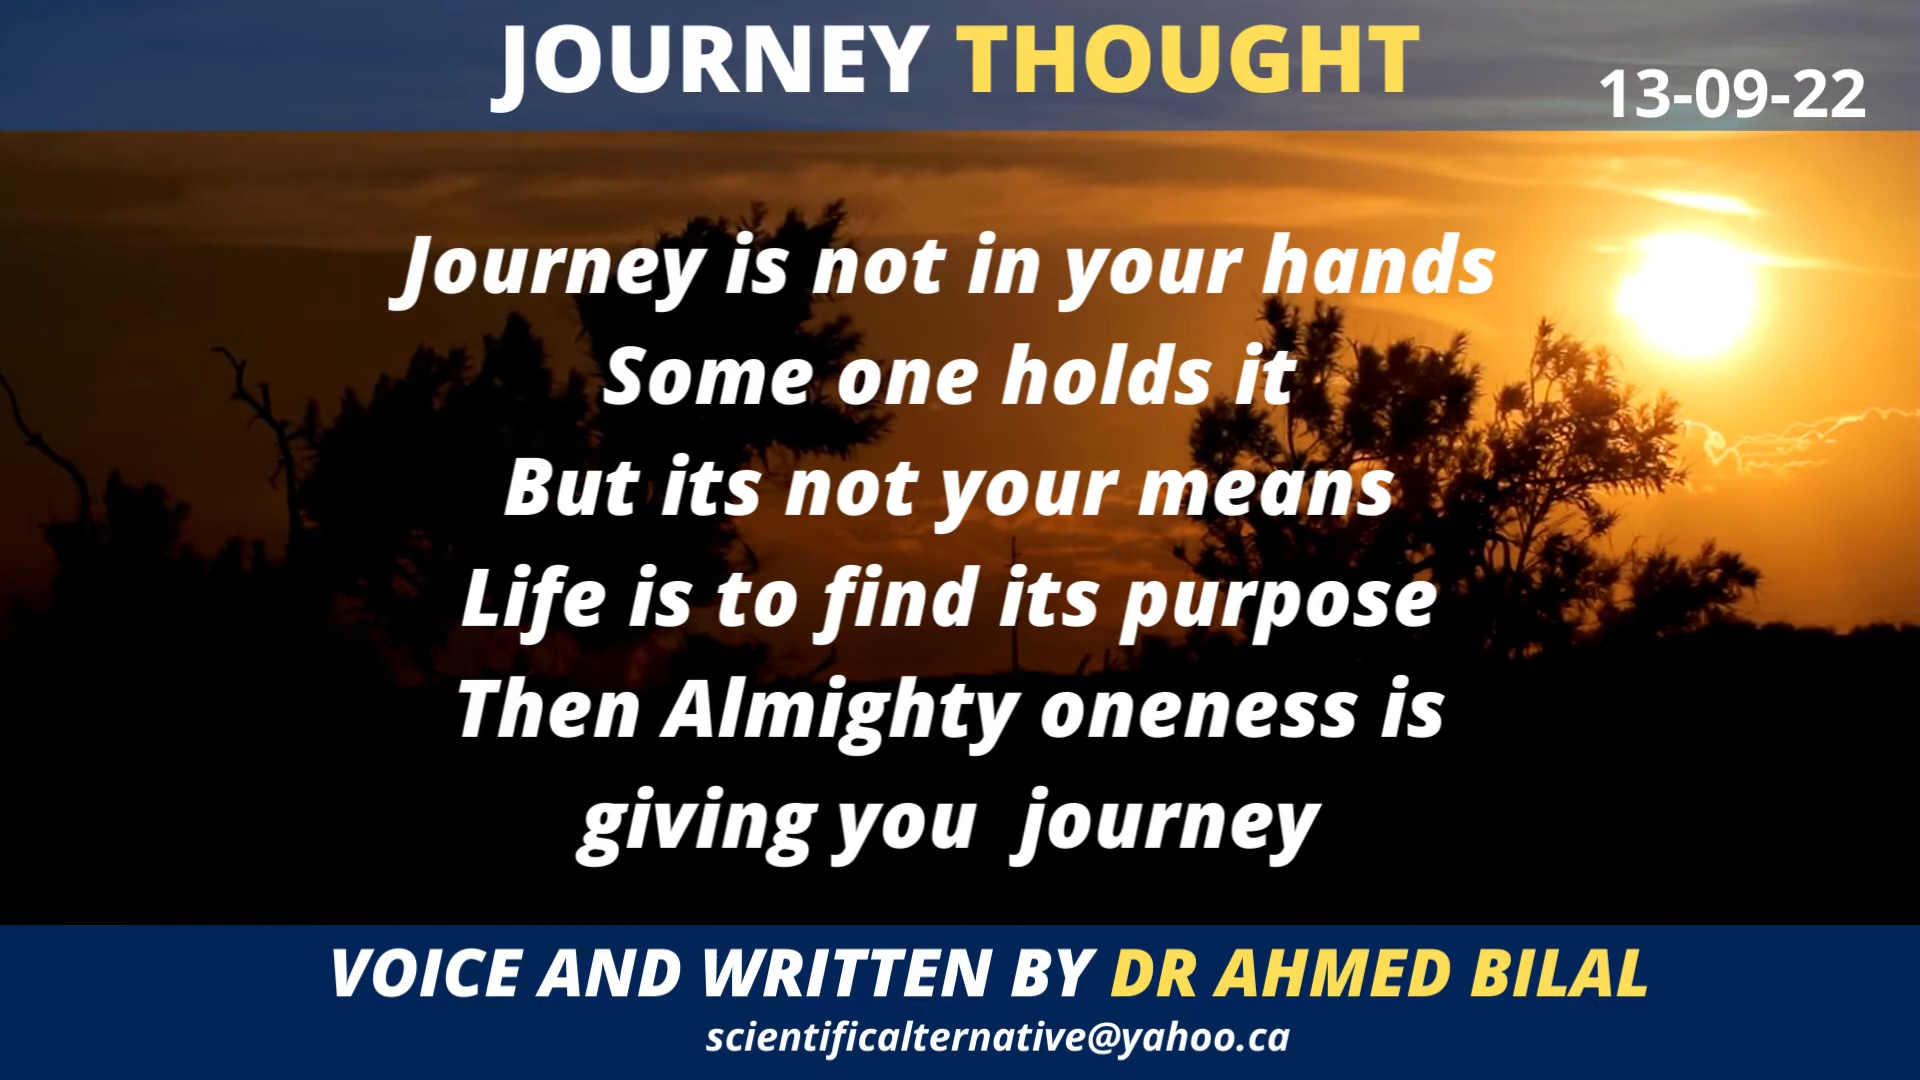 JOURNEY THOUGHT
13-09-22
Journey is not in your hands
Some one holds it
But its not your means
Life is to find its purpose
Then Almighty oneness is
giving you  journey
VOICE AND WRITTEN BY DR AHMED BILAL
scientificalternative@yahoo.ca